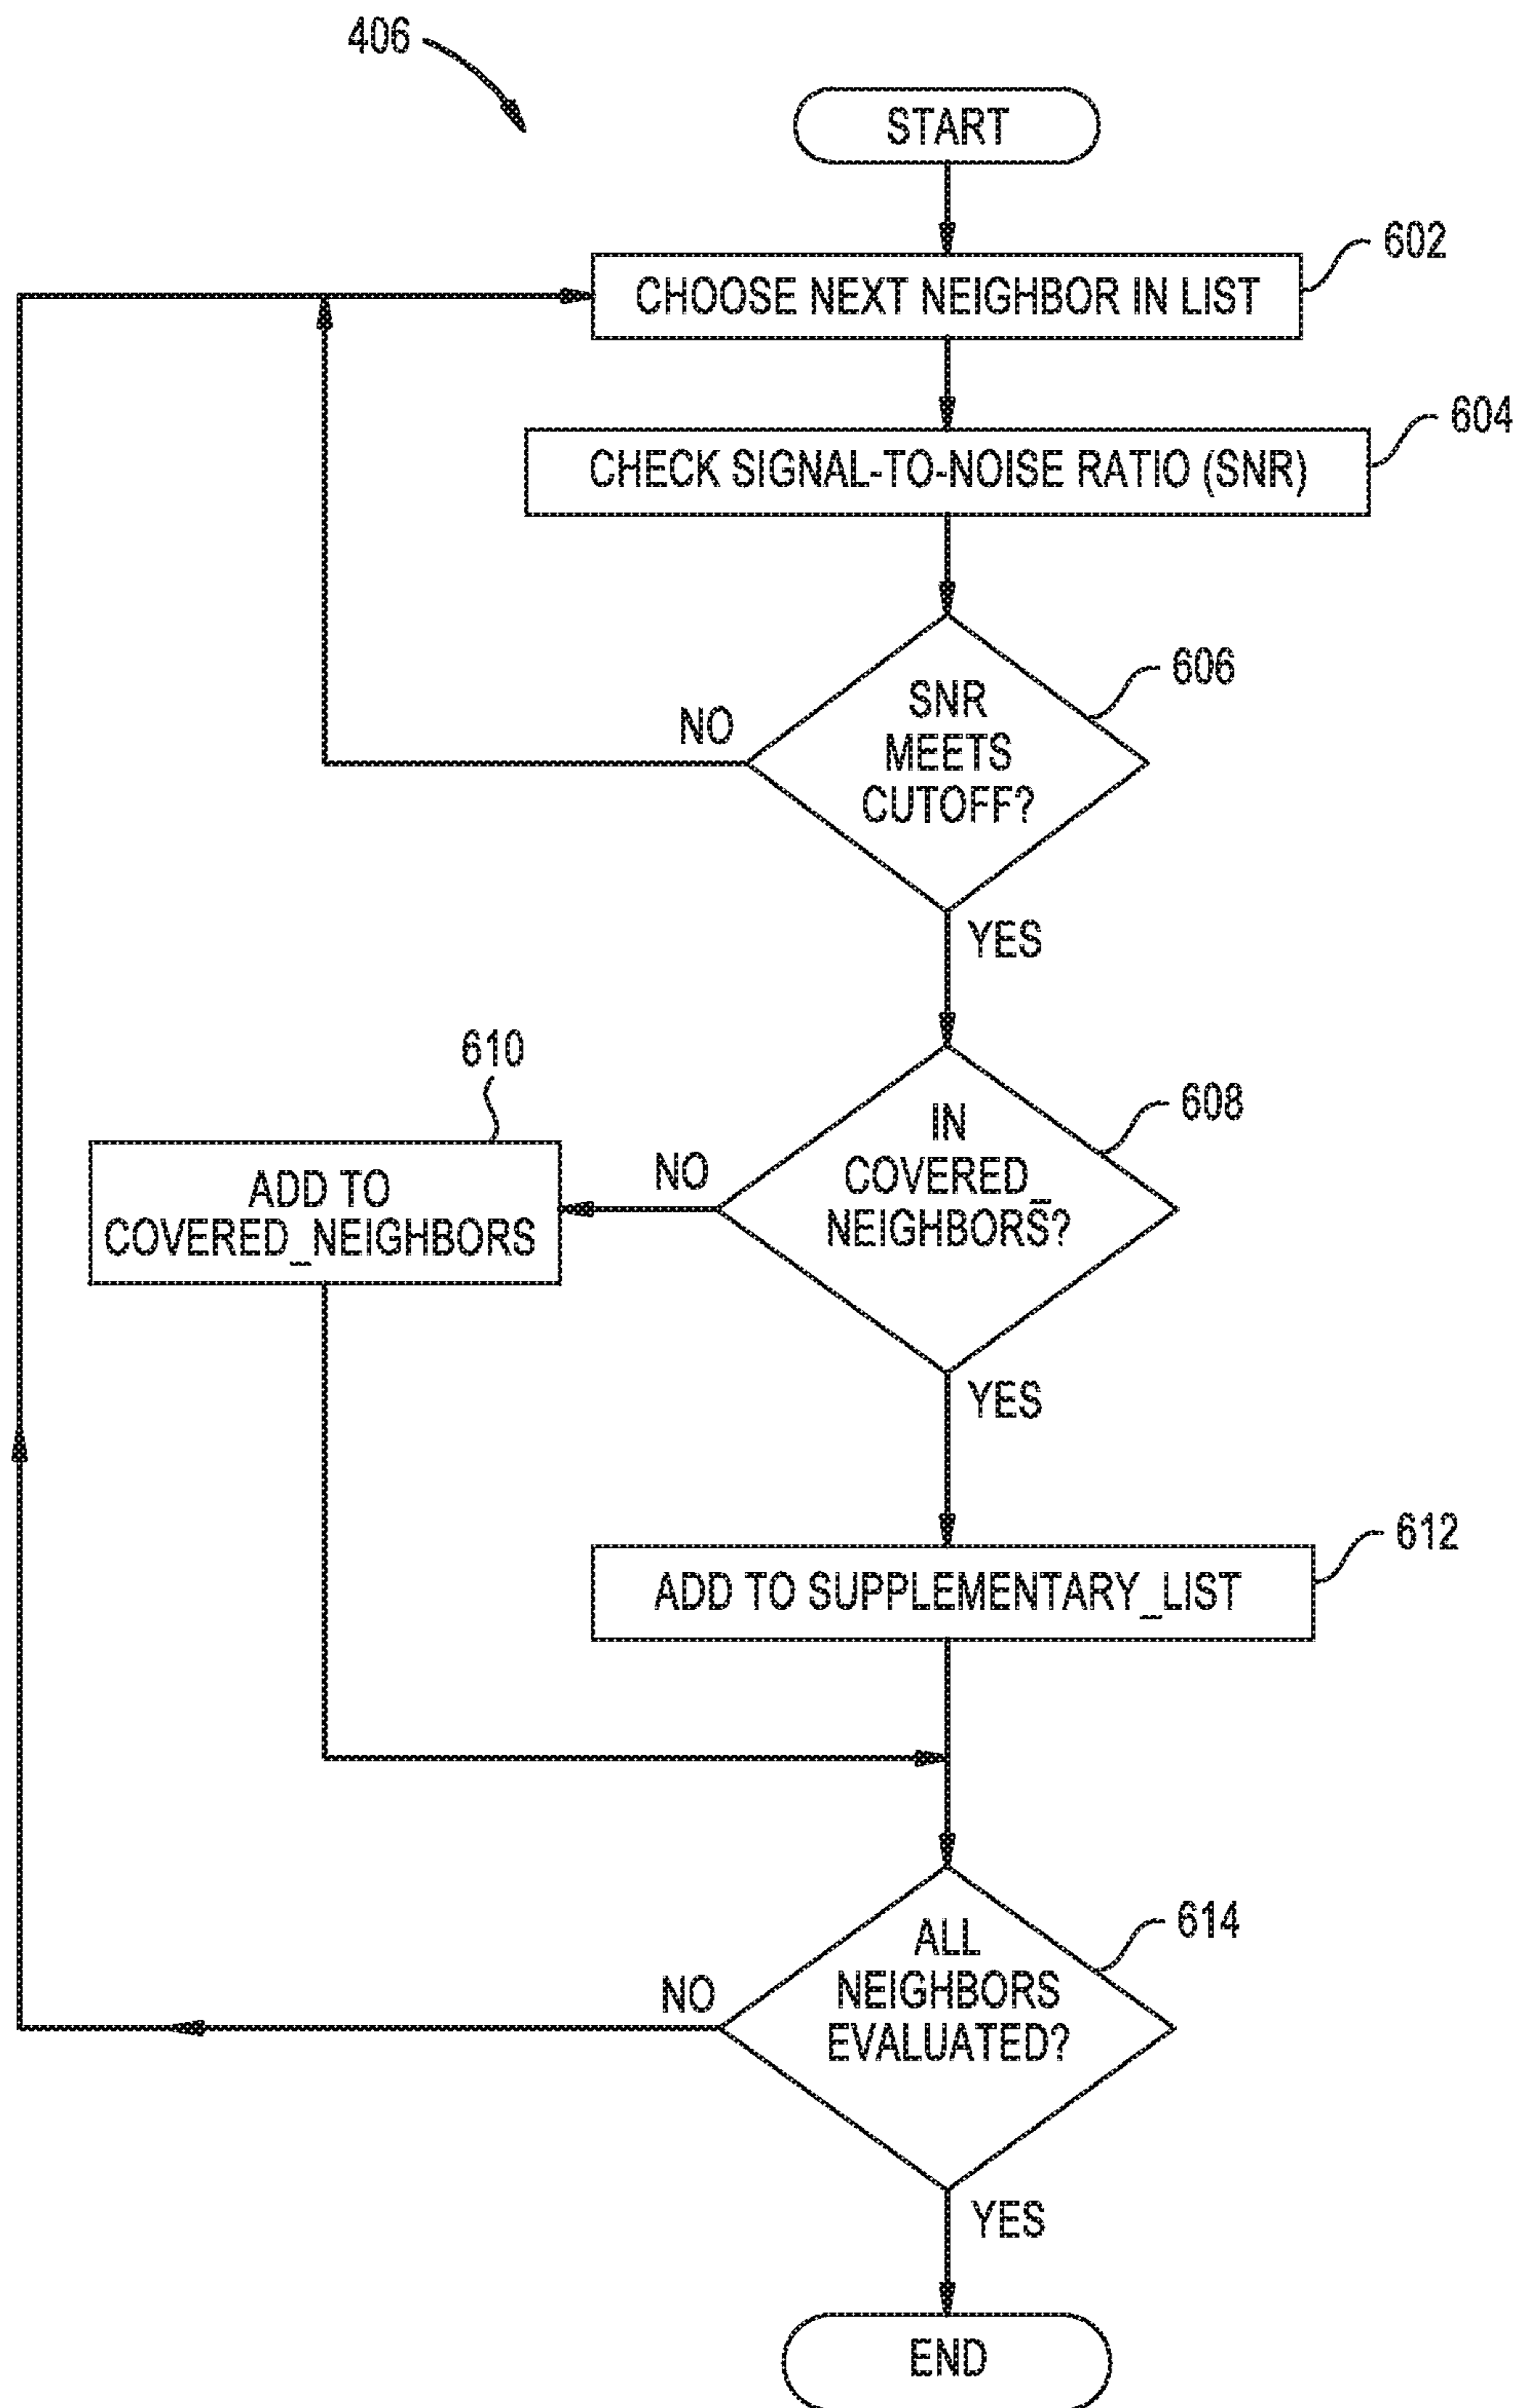 406
START
602
CHOOSE NEXT NEIGHBOR IN LIST
604
CHECK SIGNAL-TO-NOISE RATIO (SNR)
606
SNR
MEETS
CUTOFF?
NO
YES
610
608
IN
COVERED_
NEIGHBORS?
NO
ADD TO
COVERED_NEIGHBORS
YES
612
ADD TO SUPPLEMENTARY_LIST
614
ALL
NEIGHBORS
EVALUATED?
NO
YES
END